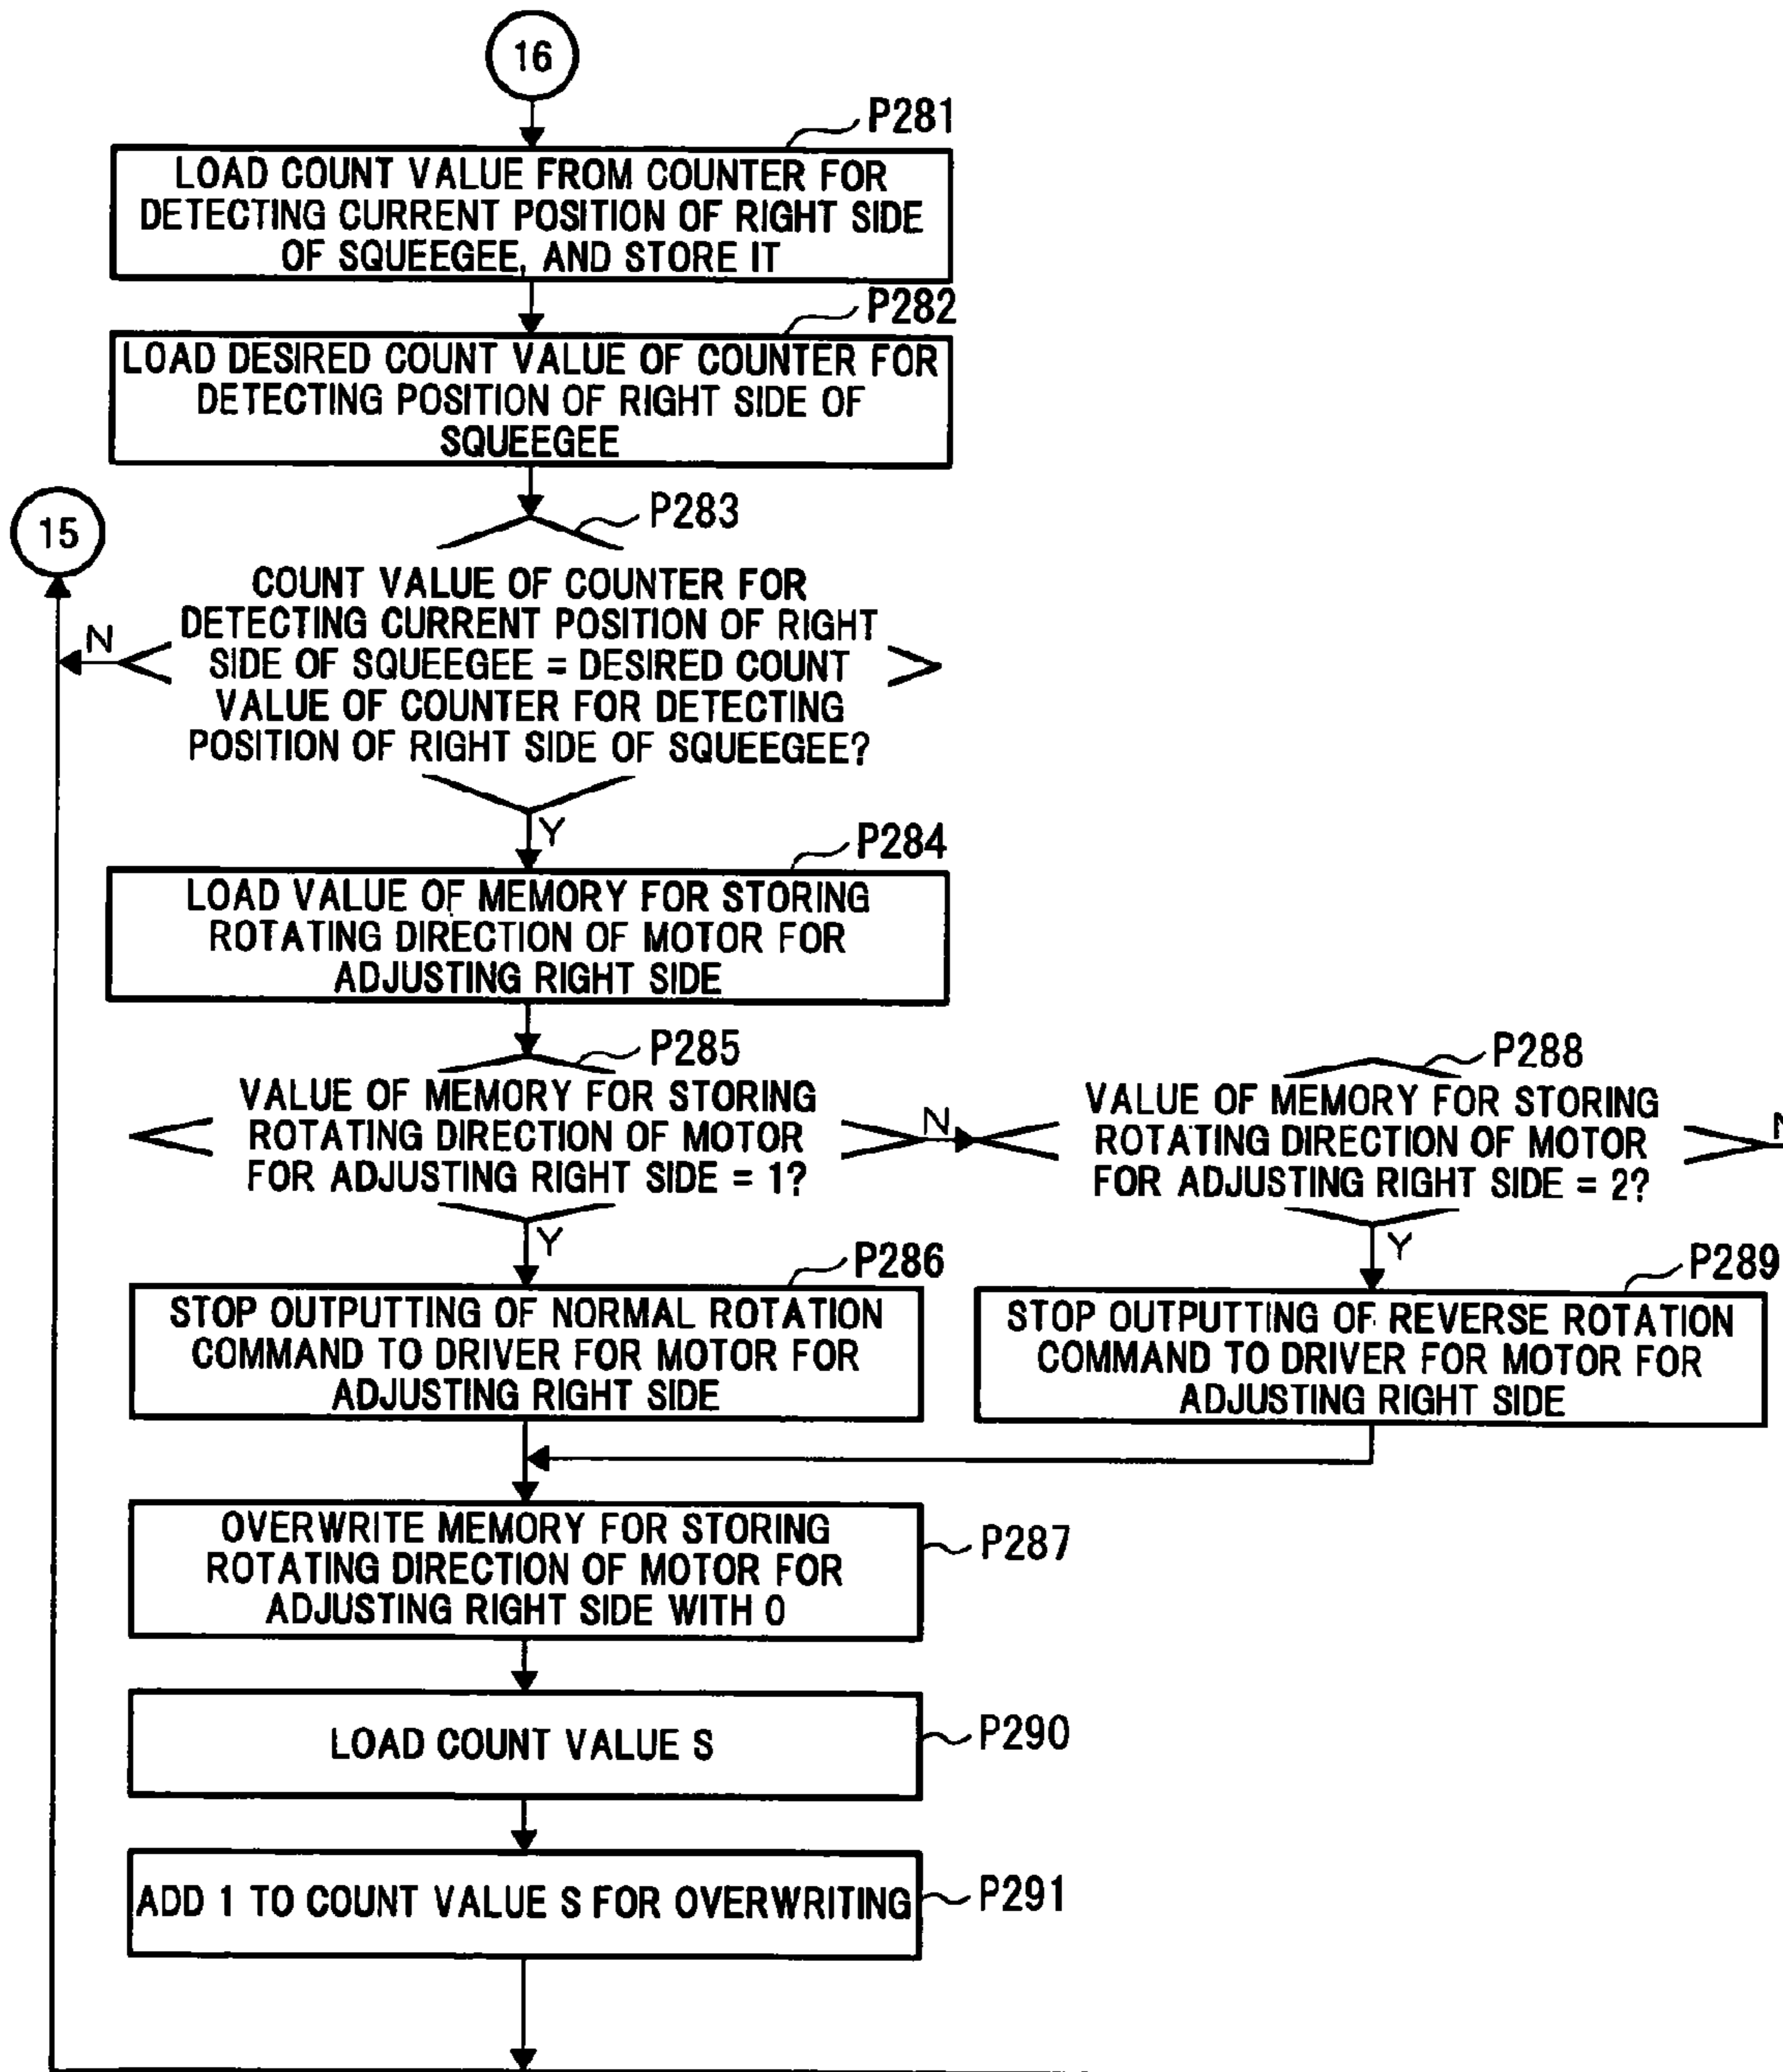 16
P281
LOAD COUNT VALUE FROM COUNTER FOR
DETECTING CURRENT POSITION OF RIGHT SIDE
OF SQUEEGEE, AND STORE IT
P282
LOAD DESIRED COUNT VALUE OF COUNTER FOR
DETECTING POSITION OF RIGHT SIDE OF
SQUEEGEE
15
P283
COUNT VALUE OF COUNTER FOR
DETECTING CURRENT POSITION OF RIGHT
SIDE OF SQUEEGEE = DESIRED COUNT
VALUE OF COUNTER FOR DETECTING
POSITION OF RIGHT SIDE OF SQUEEGEE?
N
Y
P284
LOAD VALUE OF MEMORY FOR STORING
ROTATING DIRECTION OF MOTOR FOR
ADJUSTING RIGHT SIDE
P285
VALUE OF MEMORY FOR STORING
ROTATING DIRECTION OF MOTOR
FOR ADJUSTING RIGHT SIDE = 1?
N
Y
P288
VALUE OF MEMORY FOR STORING
ROTATING DIRECTION OF MOTOR
FOR ADJUSTING RIGHT SIDE = 2?
N
Y
P286
STOP OUTPUTTING OF NORMAL ROTATION
COMMAND TO DRIVER FOR MOTOR FOR
ADJUSTING RIGHT SIDE
P289
STOP OUTPUTTING OF REVERSE ROTATION
COMMAND TO DRIVER FOR MOTOR FOR
ADJUSTING RIGHT SIDE
OVERWRITE MEMORY FOR STORING
ROTATING DIRECTION OF MOTOR FOR
ADJUSTING RIGHT SIDE WITH 0
P287
LOAD COUNT VALUE S
P290
ADD 1 TO COUNT VALUE S FOR OVERWRITING
P291